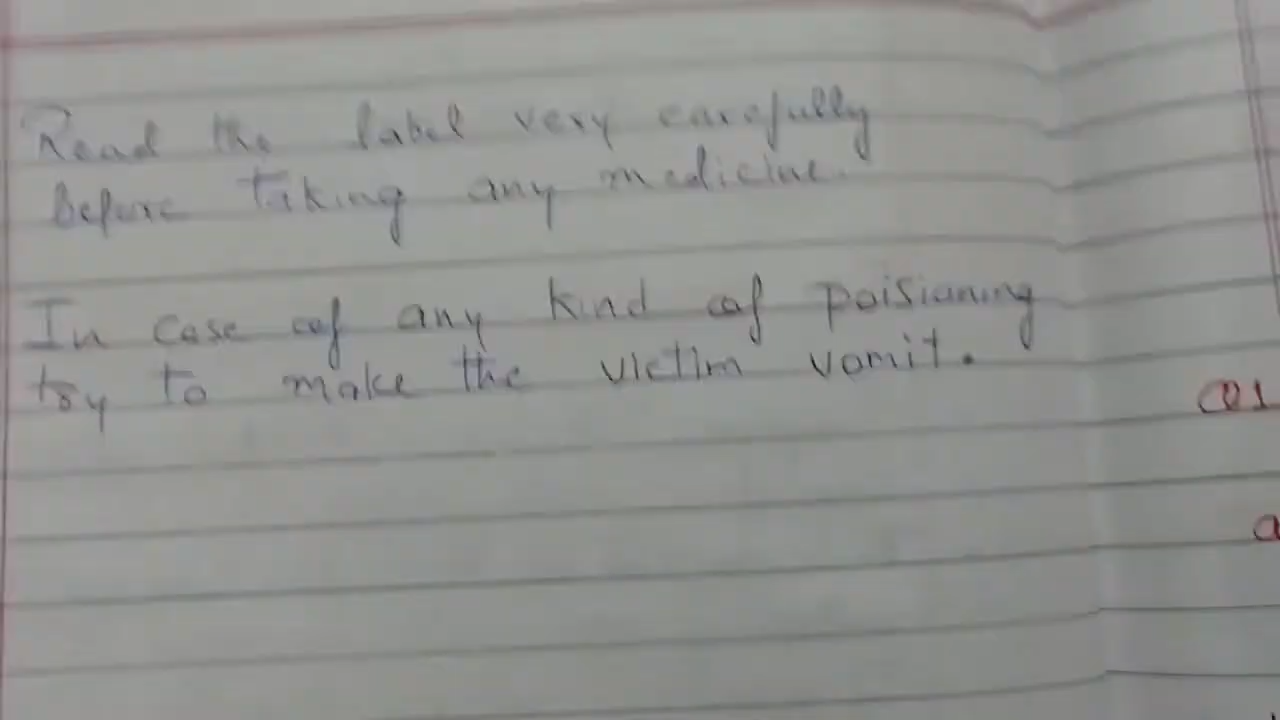 Read the label very carefully
Before taking any medicine.
In case of any kind of poisioning
try to make the victim vomit.